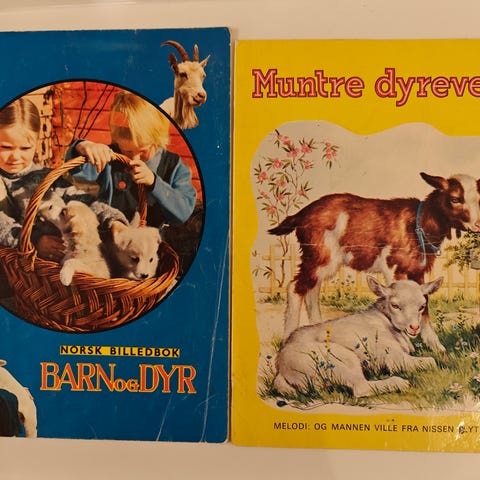 NORSK BILLEDBOK
BARN OG DYR
Muntre dyreve
MELODI: OG MANNEN VILLE FRA NISSEN FLYT